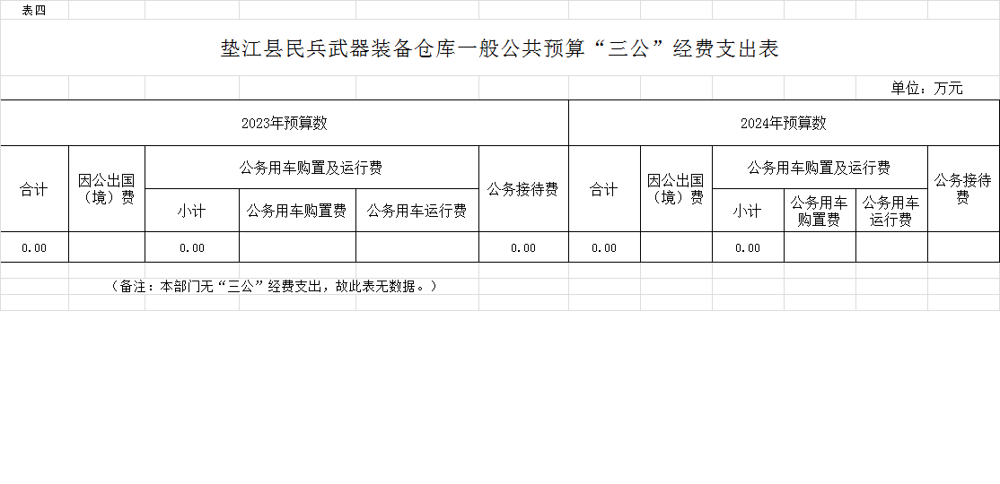 表四
垫江县民兵武器装备仓库一般公共预算“三公”经费支出表
单位：万元
2023年预算数 2024年预算数
合计 因公出国（境）费 公务用车购置及运行费 公务接待费 合计 因公出国（境）费 公务用车购置及运行费 公务接待费
小计 公务用车购置费 公务用车运行费 小计 公务用车购置费 公务用车运行费
0.00 0.00 0.00 0.00 0.00
（备注：本部门无“三公”经费支出，故此表无数据。）